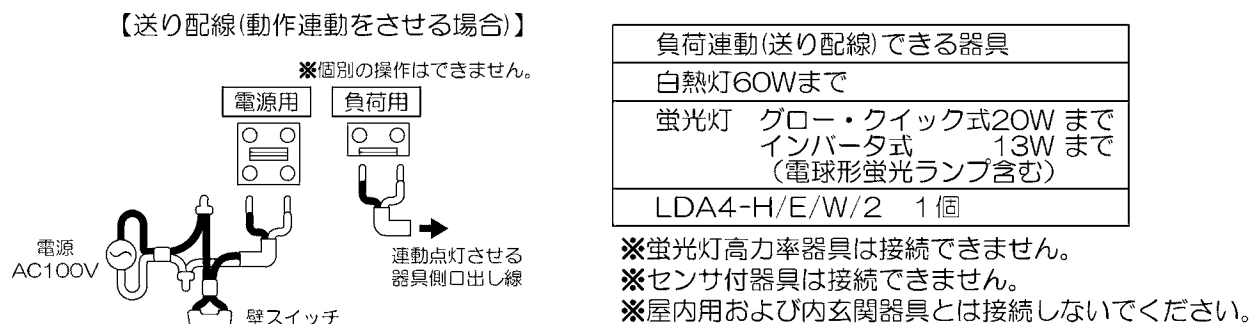 【送り配線(動作連動をさせる場合)】
※個別の操作はできません。
電源用
負荷用
電源
AC100V
連動点灯させる
器具側口出し線
壁スイッチ
負荷連動(送り配線)できる器具
白熱灯60Wまで
蛍光灯 グロー・クイック式20W まで
インバータ式 13W まで
(電球形蛍光ランプ含む)
LDA4-H/E/W/2 1個
※蛍光灯高力率器具は接続できません。
※センサ付器具は接続できません。
※屋内用および内玄関器具とは接続しないでください。